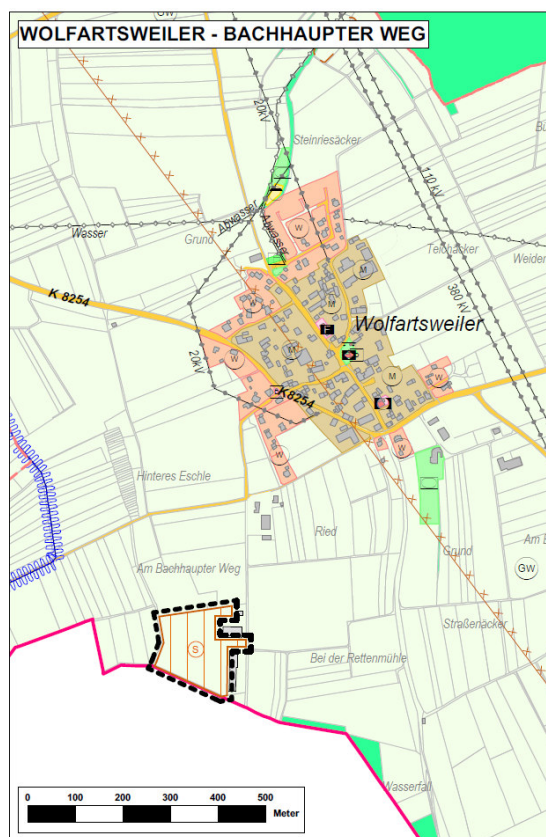 WOLFARTSWEILER - BACHHAUPTER WEG
GW
20kV
Steinriesäcker
Abwasser
Abwasser
Wasser
Grund
W
110 kV
380 kV
Teichäcker
Weiden
K 8254
W
M
M
F
Wolfartsweiler
20kV
W
M
M
W
K8254
W
W
Hinteres Eschle
Ried
Grund
Am Bachhaupter Weg
GW
Am B
Straßenäcker
S
Bei der Rettenmühle
Wasserfall
0 100 200 300 400 500
Meter